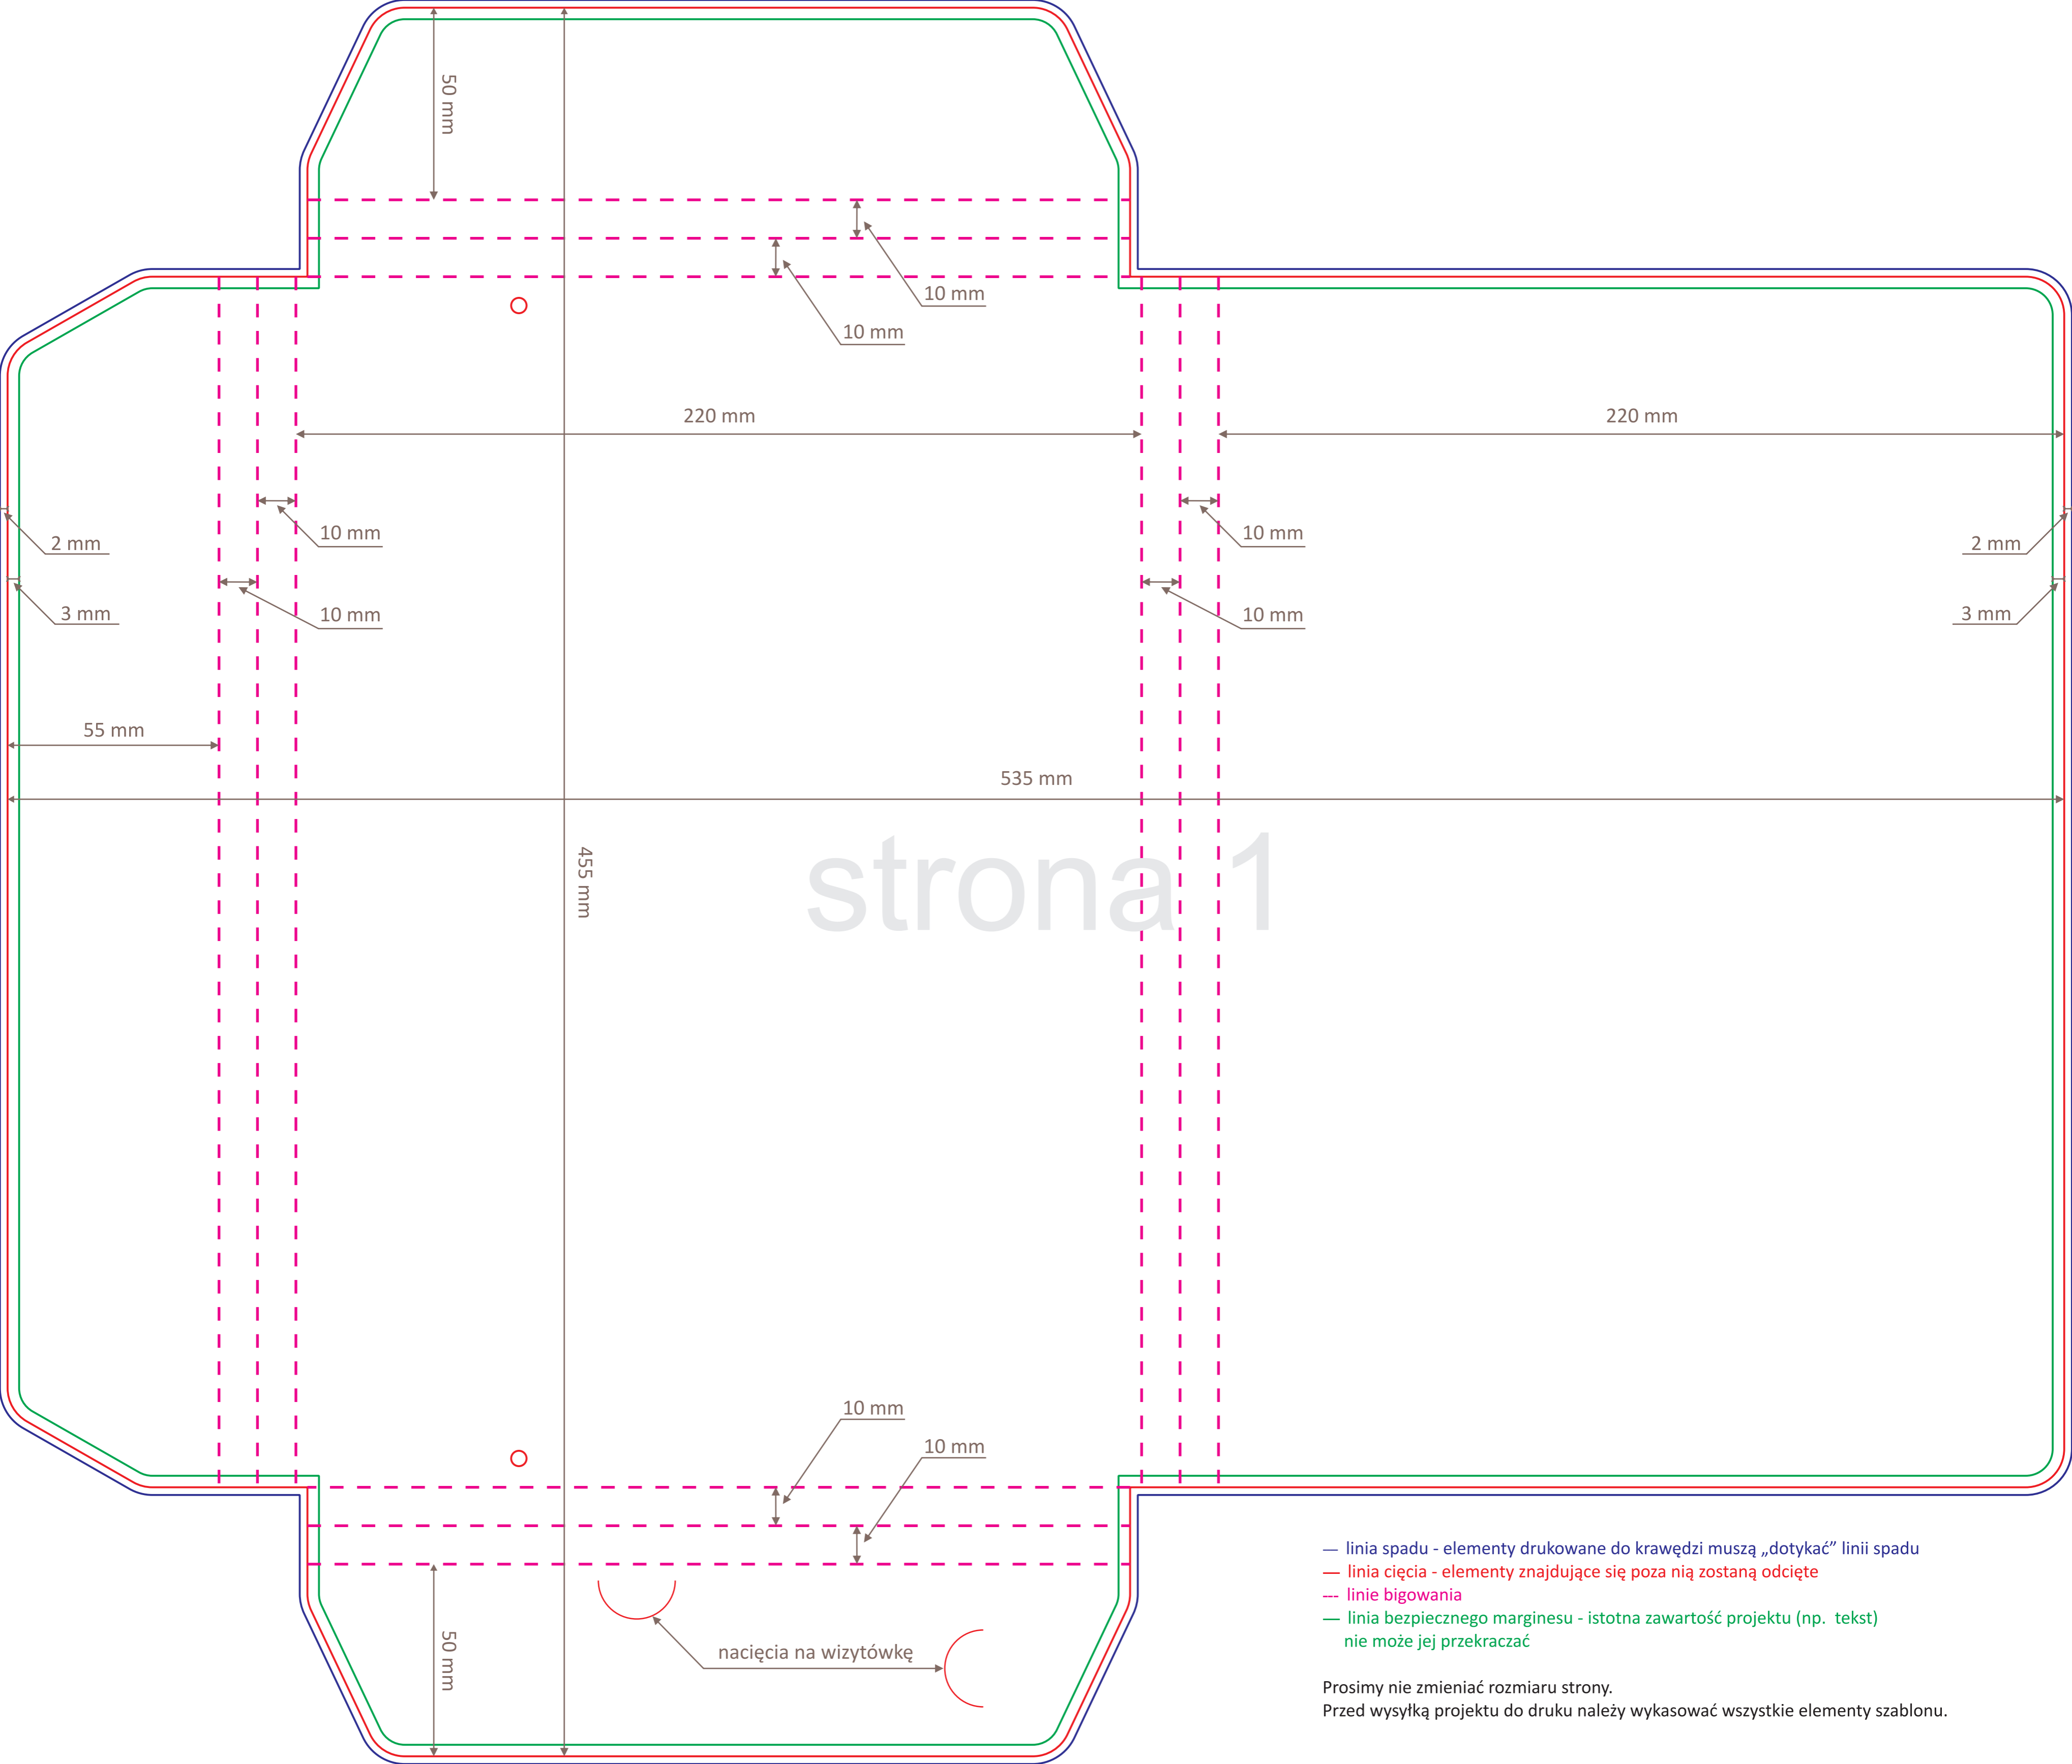 50 mm
10 mm
10 mm
220 mm
220 mm
10 mm
10 mm
2 mm
2 mm
3 mm
10 mm
10 mm
3 mm
55 mm
535 mm
strona 1
455 mm
10 mm
10 mm
50 mm
nacięcia na wizytówkę
— linia spadu - elementy drukowane do krawędzi muszą „dotykać” linii spadu
— linia cięcia - elementy znajdujące się poza nią zostaną odcięte
--- linie bigowania
— linia bezpiecznego marginesu - istotna zawartość projektu (np. tekst)
nie może jej przekraczać
Prosimy nie zmieniać rozmiaru strony.
Przed wysyłką projektu do druku należy wykasować wszystkie elementy szablonu.